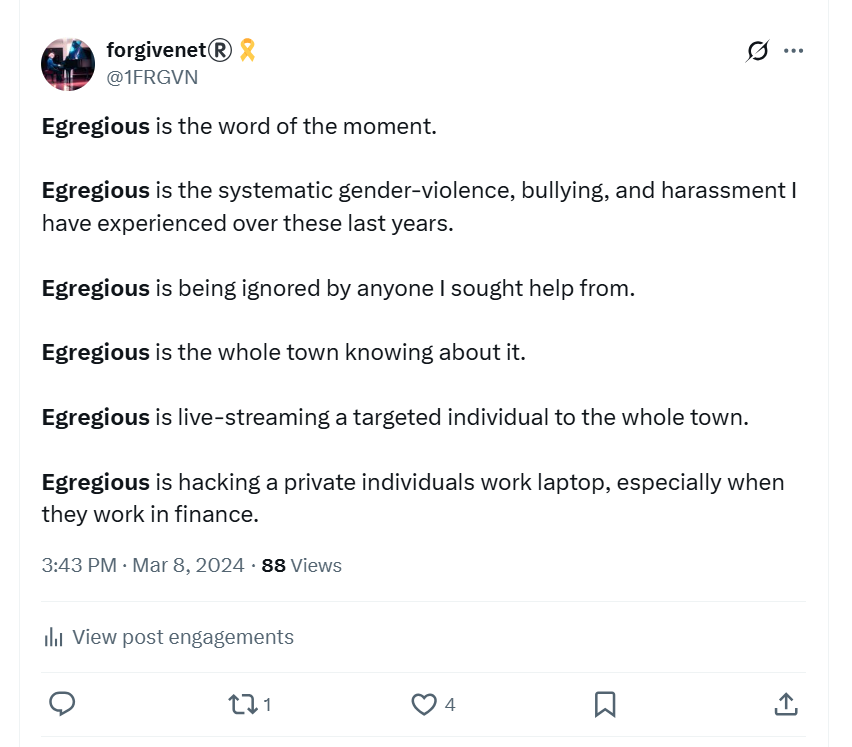 forgivenet®🎗
@1FRGVN
Egregious is the word of the moment.
Egregious is the systematic gender-violence, bullying, and harassment I
have experienced over these last years.
Egregious is being ignored by anyone I sought help from.
Egregious is the whole town knowing about it.
Egregious is live-streaming a targeted individual to the whole town.
Egregious is hacking a private individuals work laptop, especially when
they work in finance.
3:43 PM · Mar 8, 2024 · 88 Views
View post engagements
1 4